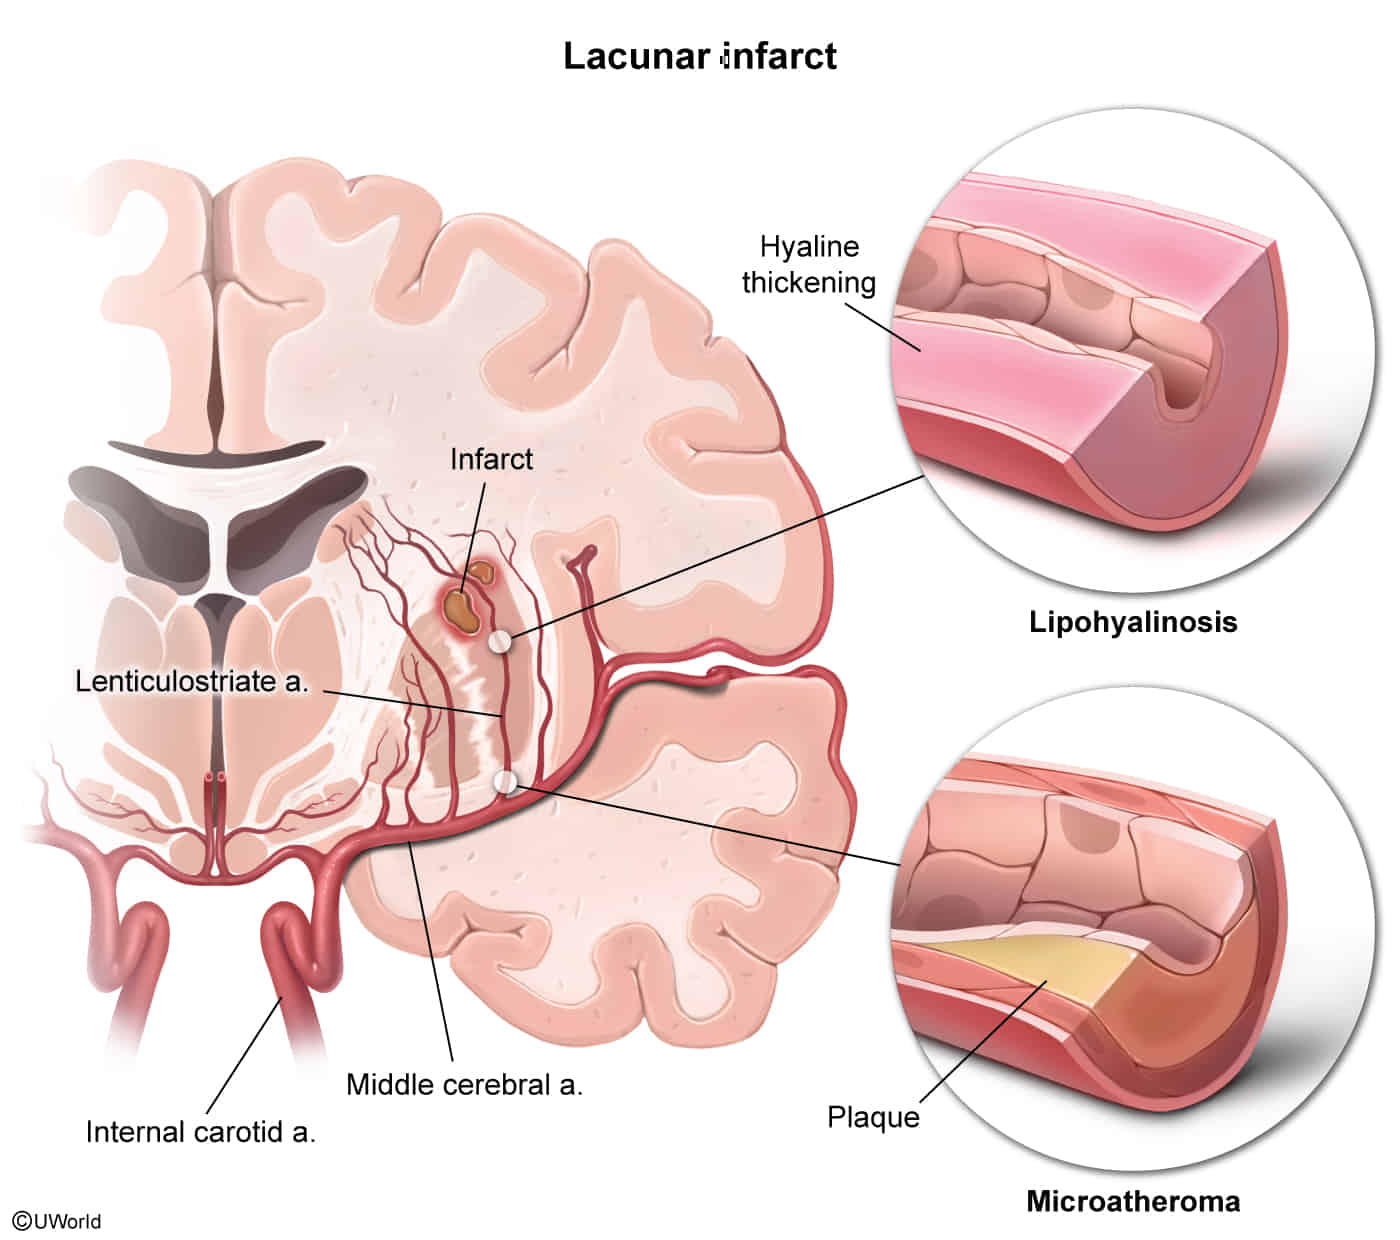 Lacunar infarct
Hyaline
thickening
Infarct
Lipohyalinosis
Lenticulostriate a.
Middle cerebral a.
Plaque
Internal carotid a.
Microatheroma
©UWorld